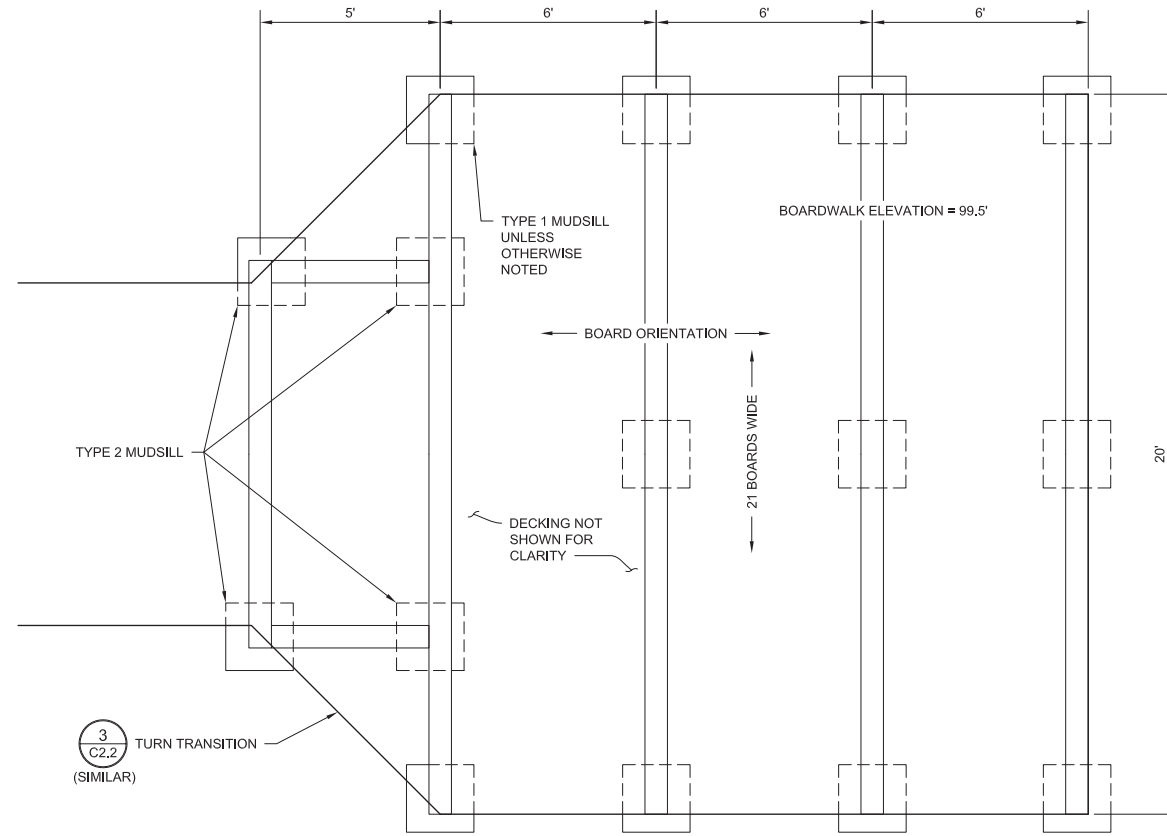 5'
6'
6'
6'
TYPE 1 MUDSILL
UNLESS
OTHERWISE
NOTED
BOARDWALK ELEVATION = 99.5'
BOARD ORIENTATION
21 BOARDS WIDE
TYPE 2 MUDSILL
20'
DECKING NOT
SHOWN FOR
CLARITY
3
C2.2
TURN TRANSITION
(SIMILAR)